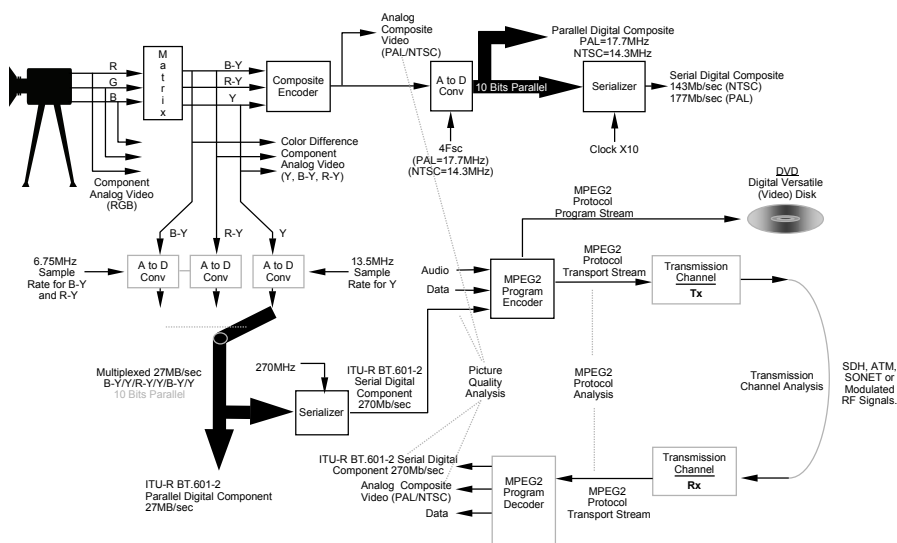 Analog
Composite
Video
(PAL/NTSC)
Parallel Digital Composite
PAL=17.7MHz
NTSC=14.3MHz
R
G
B
Matrix
B-Y
R-Y
Y
Composite
Encoder
A to D
Conv
10 Bits Parallel
Serializer
Serial Digital Composite
143Mb/sec (NTSC)
177Mb/sec (PAL)
4Fsc
(PAL=17.7MHz)
(NTSC=14.3MHz)
Clock X10
Color Difference
Component
Analog Video
(Y, B-Y, R-Y)
Component
Analog Video
(RGB)
DVD
Digital Versatile
(Video) Disk
MPEG2
Protocol
Program Stream
B-Y
R-Y
Y
6.75MHz
Sample
Rate for B-Y
and R-Y
A to D
Conv
A to D
Conv
A to D
Conv
13.5MHz
Sample
Rate for Y
Audio
Data
MPEG2
Program
Encoder
MPEG2
Protocol
Transport Stream
Transmission
Channel
Tx
Multiplexed 27MB/sec
B-Y/Y/R-Y/Y/B-Y/Y
10 Bits Parallel
270MHz
Serializer
ITU-R BT.601-2
Serial Digital
Component
270Mb/sec
Picture
Quality
Analysis
MPEG2
Protocol
Analysis
Transmission
Channel Analysis
SDH, ATM,
SONET or
Modulated
RF Signals.
ITU-R BT.601-2
Parallel Digital Component
27MB/sec
ITU-R BT.601-2 Serial Digital
Component 270Mb/sec
Analog Composite
Video (PAL/NTSC)
Data
MPEG2
Program
Decoder
MPEG2
Protocol
Transport Stream
Transmission
Channel
Rx